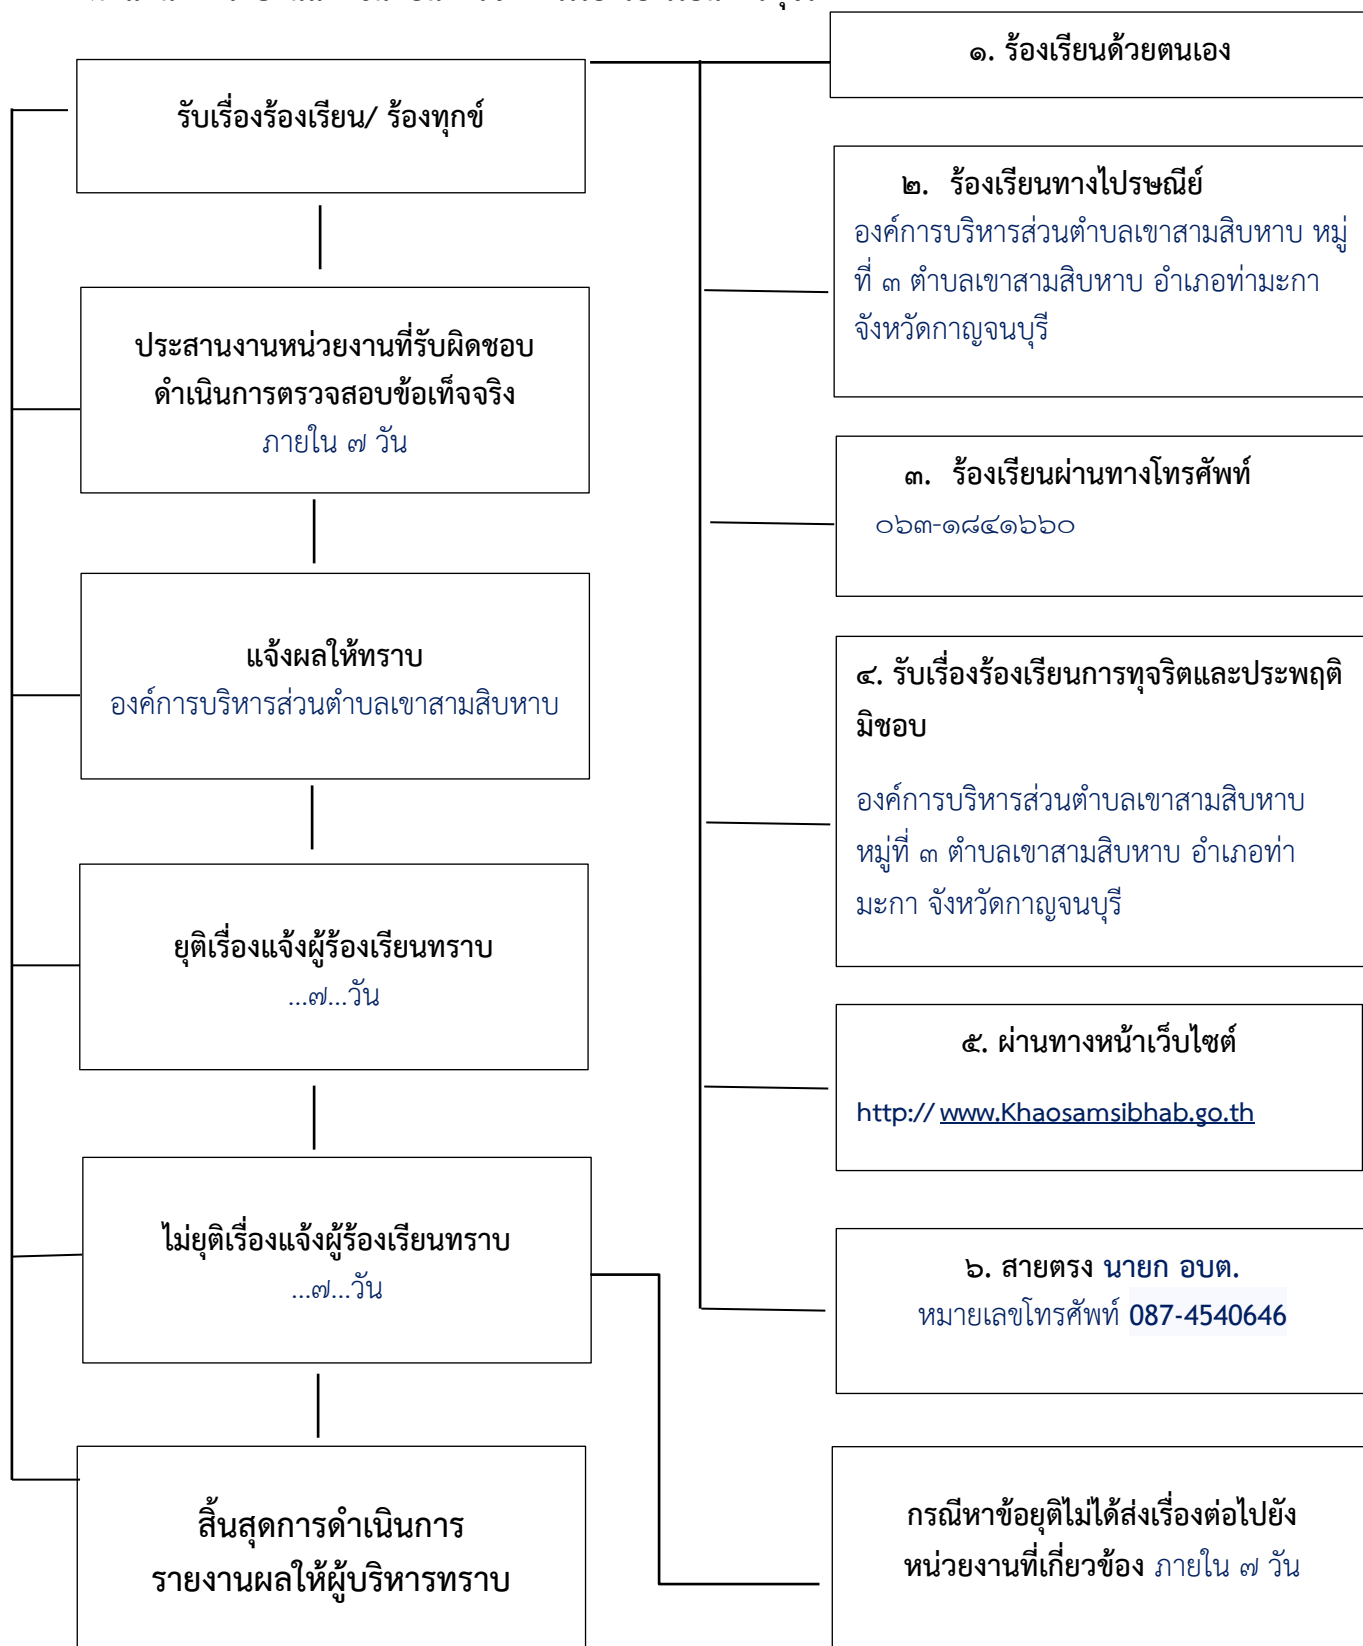 รับเรื่องร้องเรียน/ ร้องทุกข์
ประสานงานหน่วยงานที่รับผิดชอบ
ดำเนินการตรวจสอบข้อเท็จจริง
ภายใน ๗ วัน
แจ้งผลให้ทราบ
องค์การบริหารส่วนตำบลเขาสามสิบหาบ
ยุติเรื่องแจ้งผู้ร้องเรียนทราบ
...๗...วัน
ไม่ยุติเรื่องแจ้งผู้ร้องเรียนทราบ
...๗...วัน
สิ้นสุดการดำเนินการ
รายงานผลให้ผู้บริหารทราบ
๑. ร้องเรียนด้วยตนเอง
๒. ร้องเรียนทางไปรษณีย์
องค์การบริหารส่วนตำบลเขาสามสิบหาบ หมู่
ที่ ๓ ตำบลเขาสามสิบหาบ อำเภอท่ามะกา
จังหวัดกาญจนบุรี
๓. ร้องเรียนผ่านทางโทรศัพท์
๐๖๓-๑๘๔๑๖๖๐
๔. รับเรื่องร้องเรียนการทุจริตและประพฤติ
มิชอบ
องค์การบริหารส่วนตำบลเขาสามสิบหาบ
หมู่ที่ ๓ ตำบลเขาสามสิบหาบ อำเภอท่า
มะกา จังหวัดกาญจนบุรี
๕. ผ่านทางหน้าเว็บไซต์
http:// www.Khaosamsibhab.go.th
๖. สายตรง นายก อบต.
หมายเลขโทรศัพท์ 087-4540646
กรณีหาข้อยุติไม่ได้ส่งเรื่องต่อไปยัง
หน่วยงานที่เกี่ยวข้อง ภายใน ๗ วัน